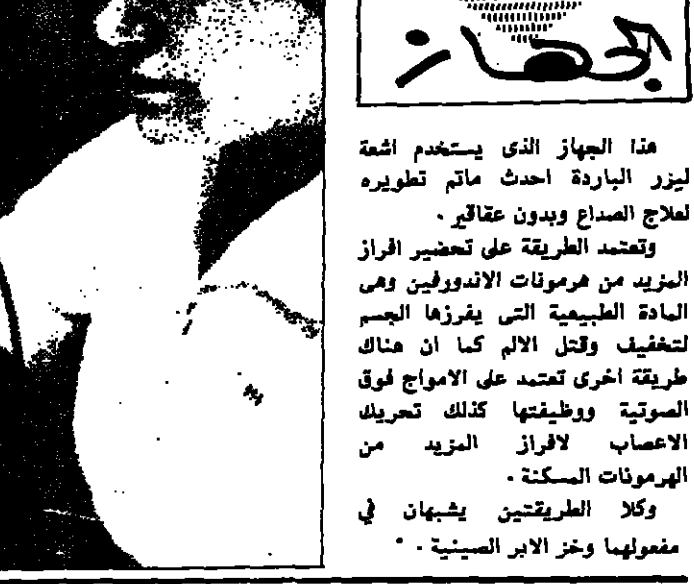 الجهاز
هذا الجهاز الذى يستخدم اشعة
ليزر الباردة احدث ماتم تطويره
لعلاج الصداع وبدون عقاقير .
وتعتمد الطريقة على تحضير افراز
المزيد من هرمونات الاندورفين وهى
المادة الطبيعية التى يفرزها الجسم
لتخفيف وقتل الالم كما ان هناك
طريقة اخرى تعتمد على الامواج فوق
الصوتية ووظيفتها كذلك تحريك
الاعصاب لافراز المزيد من
الهرمونات المسكنة .
وكلا الطريقتين يشبهان في
مفعولهما وخز الابر الصينية .